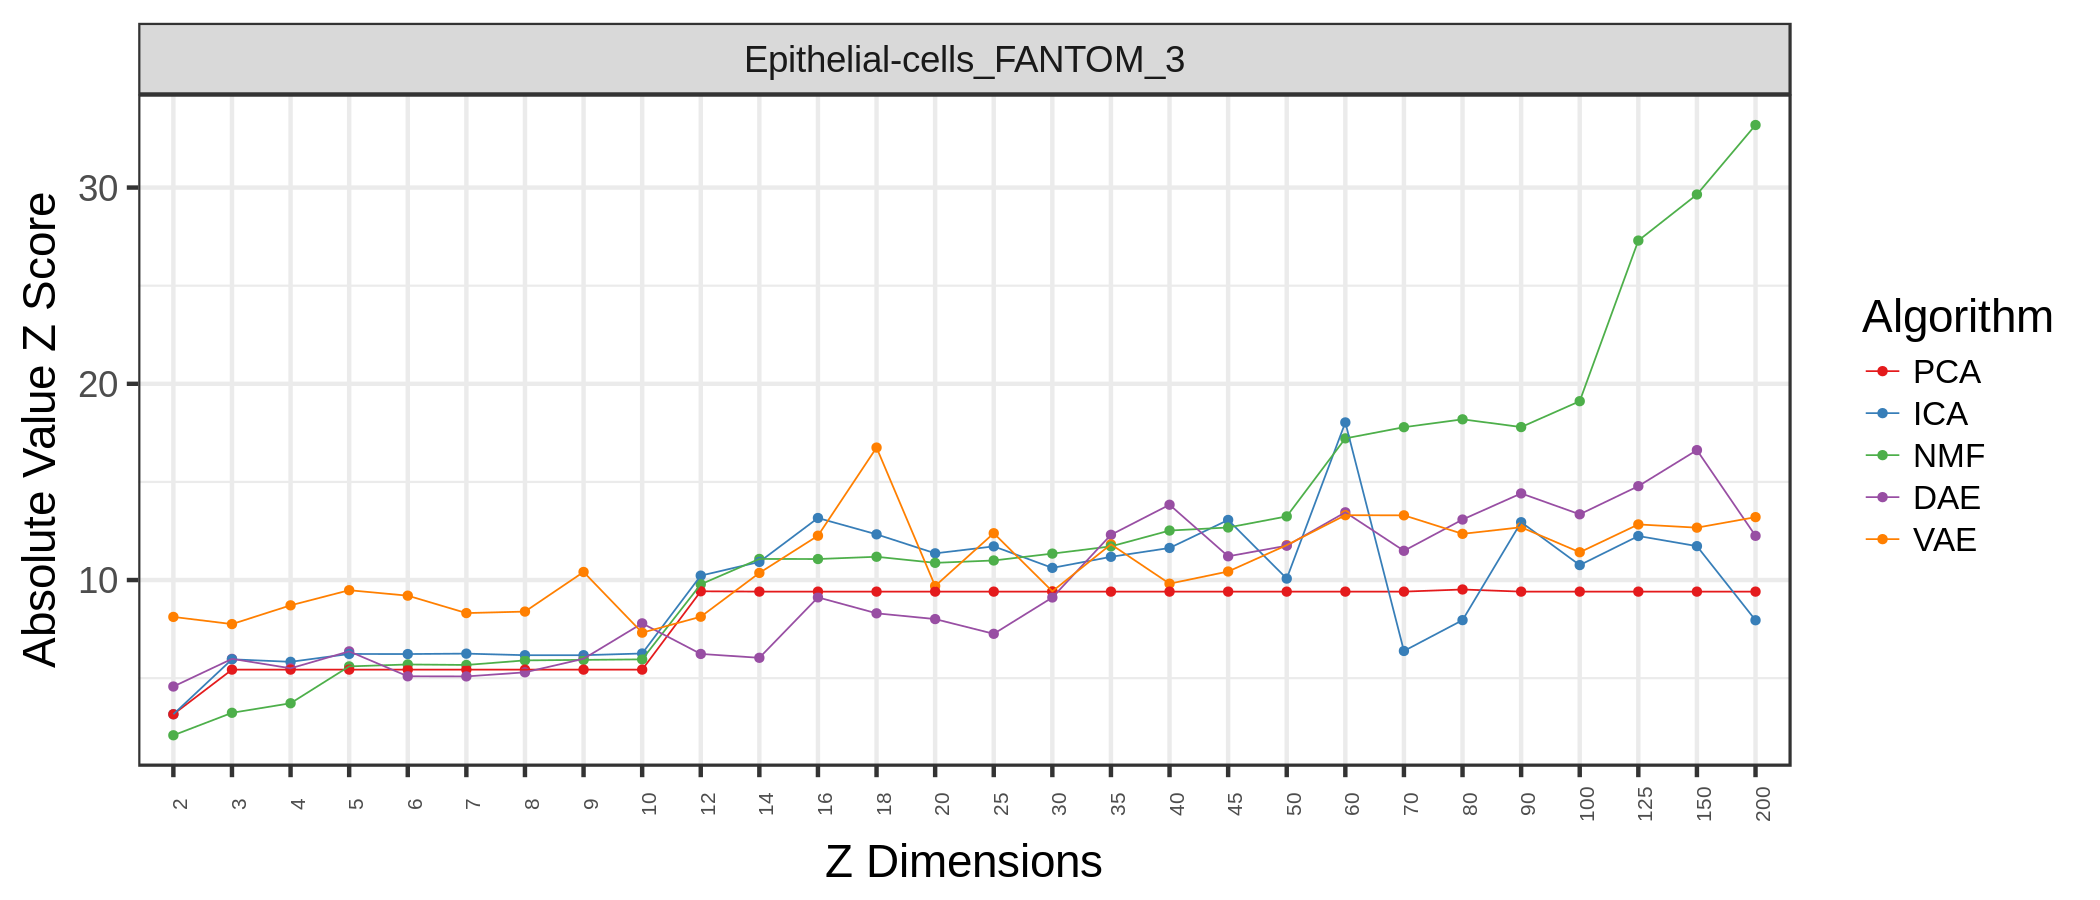 Epithelial-cells_FANTOM_3
Absolute Value Z Score
30
20
10
2 3 4 5 6 7 8 9 10 12 14 16 18 20 25 30 35 40 45 50 60 70 80 90 100 125 150 200
Z Dimensions
Algorithm
PCA
ICA
NMF
DAE
VAE